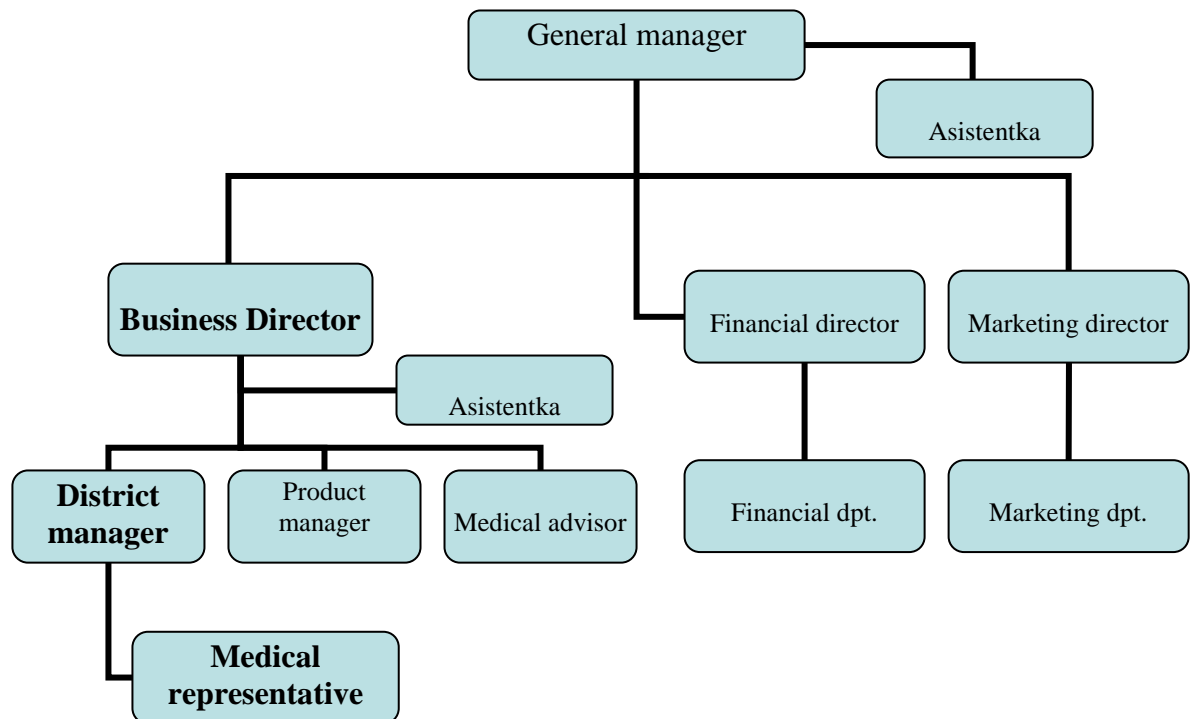 General manager
Asistentka
Business Director
Financial director
Marketing director
Asistentka
District
manager
Product
manager
Medical advisor
Financial dpt.
Marketing dpt.
Medical
representative